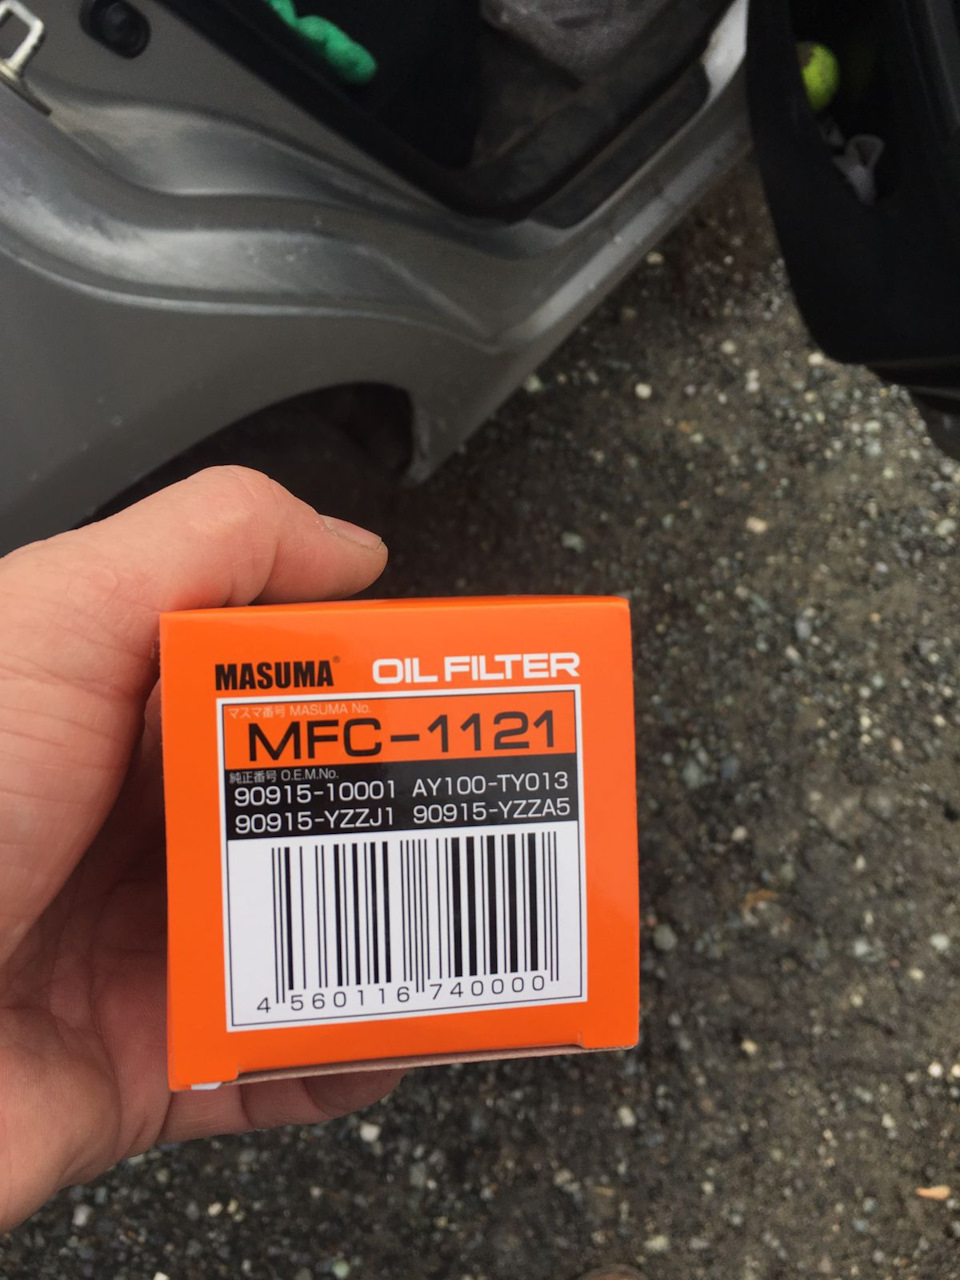 MASUMA® OIL FILTER
マスマ番号 MASUMA No.
MFC-1121
純正番号 O.E.M.No.
90915-10001 AY100-TY013
90915-YZZJ1 90915-YZZA5
4 560116 740000